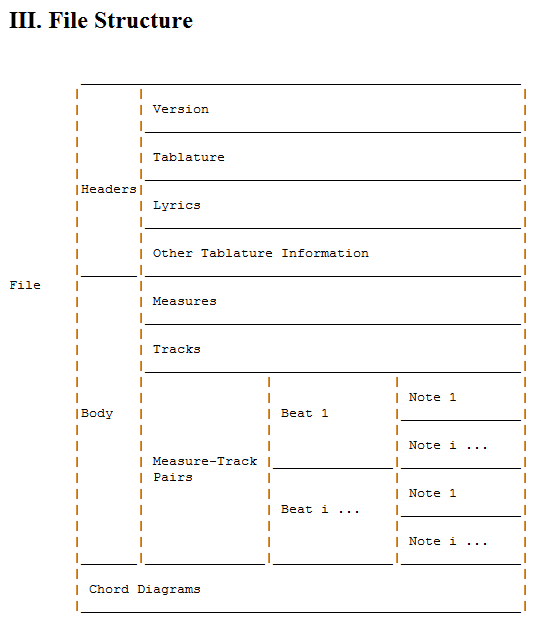 III. File Structure
Version
Tablature
Headers
Lyrics
Other Tablature Information
File
Measures
Tracks
Note 1
Body
Beat 1
Note i ...
Measure-Track
Pairs
Note 1
Beat i ...
Note i ...
Chord Diagrams